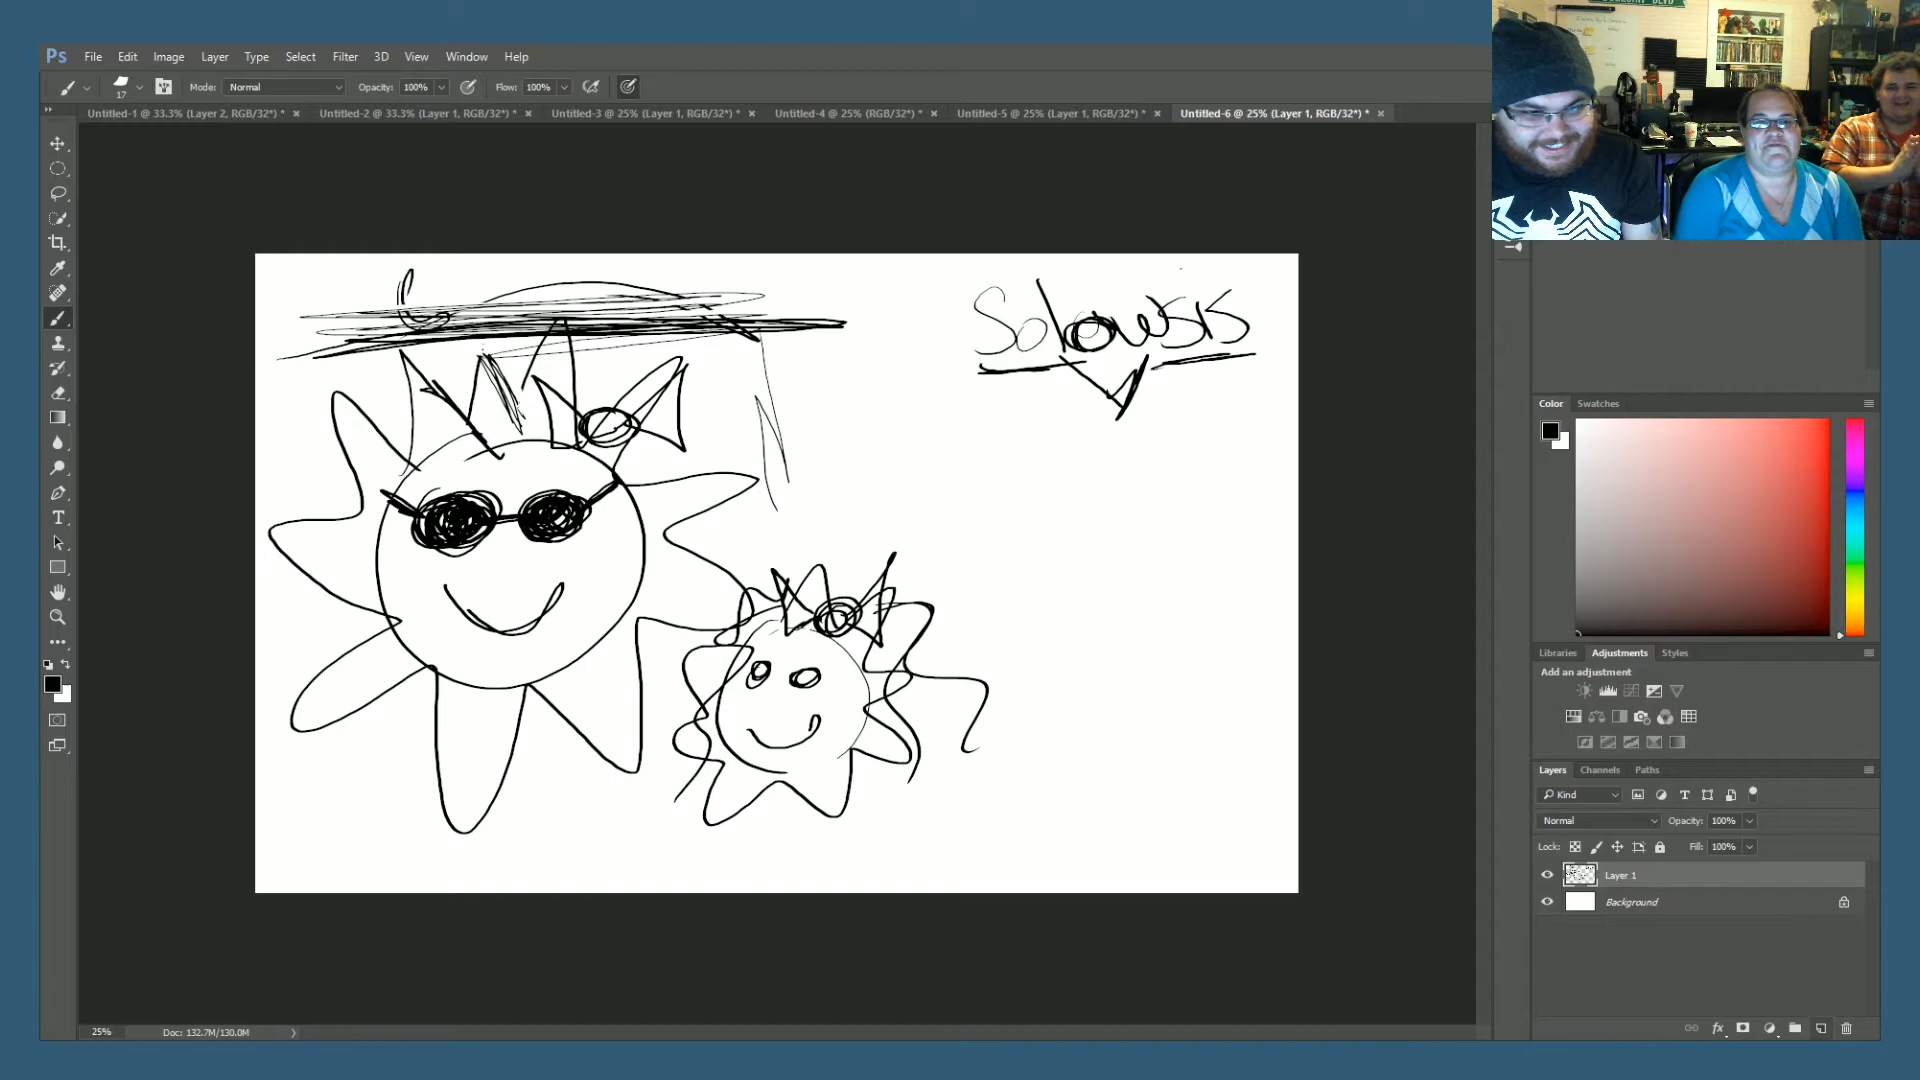 BLVD
Ps File Edit Image Layer Type Select Filter 3D View Window Help
17 Mode: Normal Opacity: 100% Flow: 100%
Untitled-1 @ 33.3% (Layer 2, RGB/32*) * Untitled-2 @ 33.3% (Layer 1, RGB/32*) * Untitled-3 @ 25% (Layer 1, RGB/32*) * Untitled-4 @ 25% (RGB/32*) * Untitled-5 @ 25% (Layer 1, RGB/32*) * Untitled-6 @ 25% (Layer 1, RGB/32*) *
Color Swatches
Libraries Adjustments Styles
Add an adjustment
Layers Channels Paths
Kind
Normal Opacity: 100%
Lock: Fill: 100%
Layer 1
Background
fx
25% Doc: 132.7M/130.0M